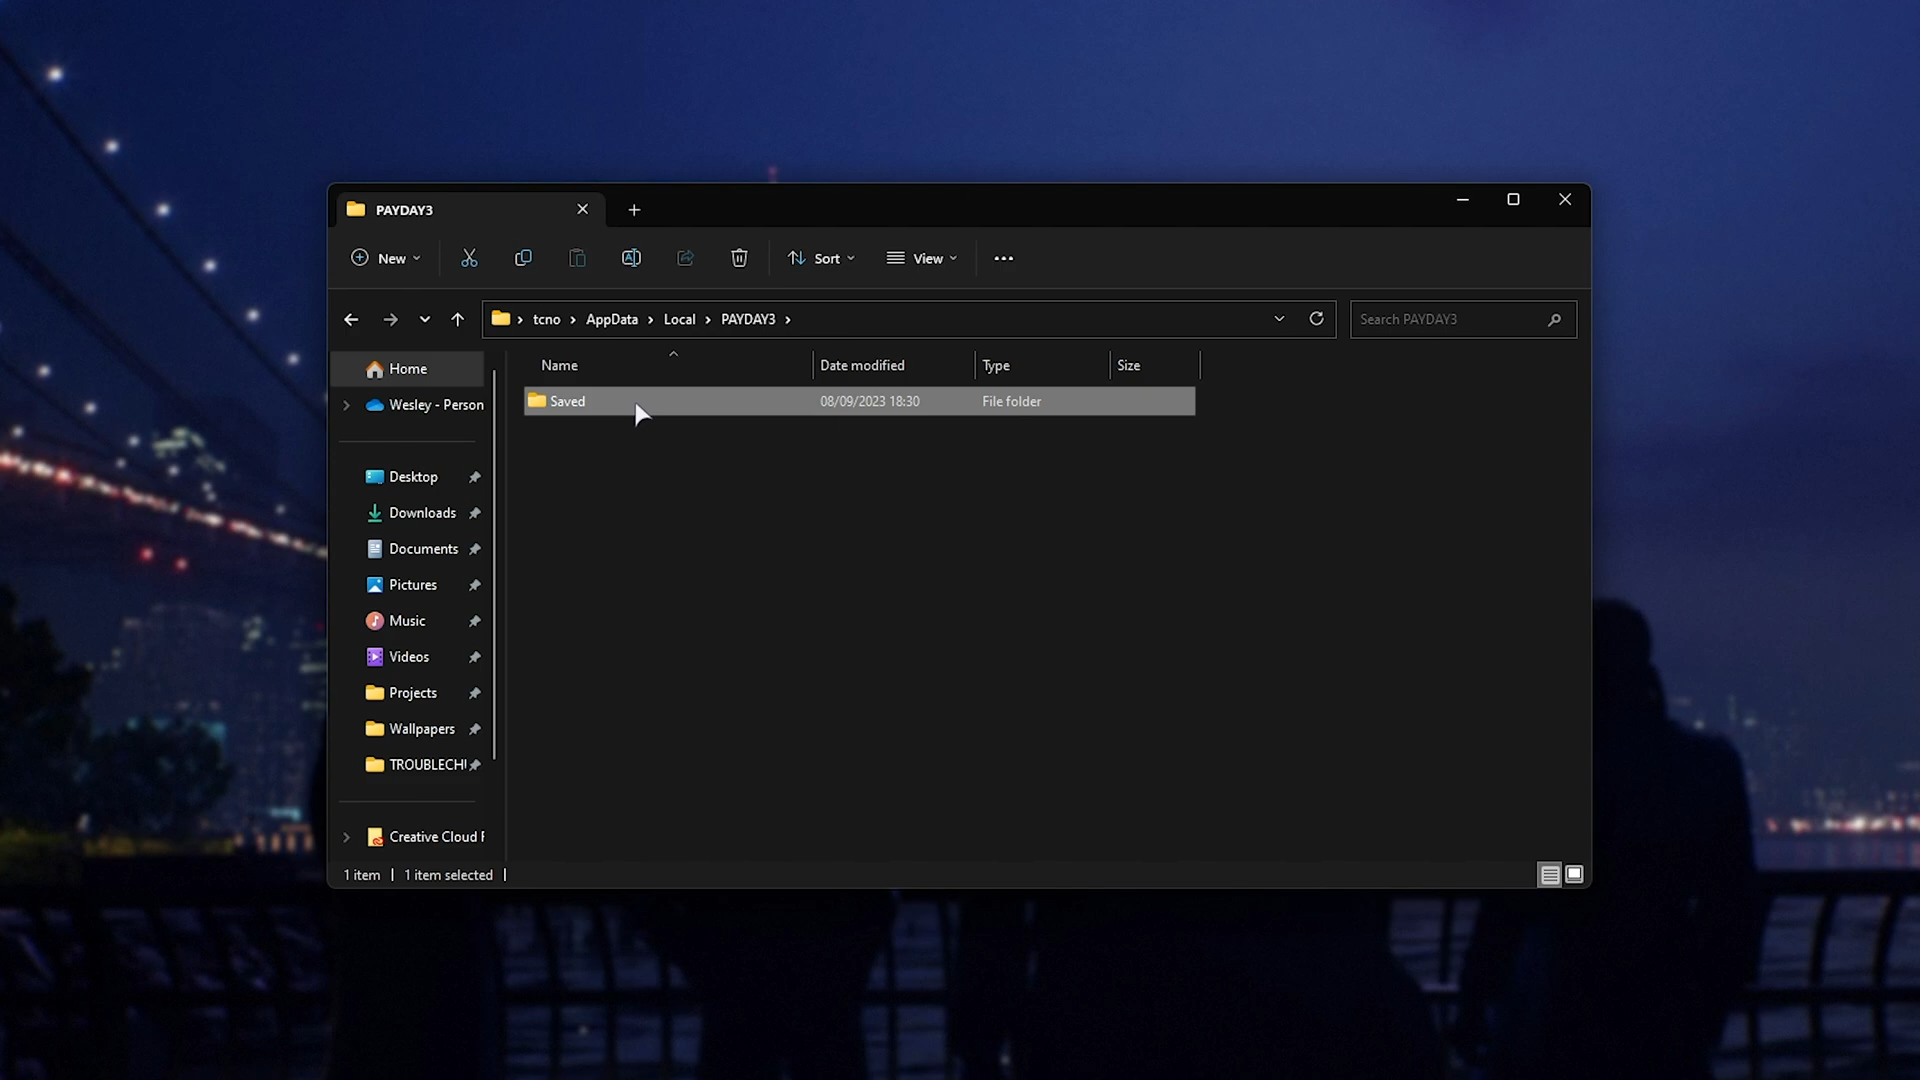 PAYDAY3
New
Sort
View
tcno > AppData > Local > PAYDAY3 >
Search PAYDAY3
Name Date modified Type Size
Saved 08/09/2023 18:30 File folder
Home
Wesley - Person
Desktop
Downloads
Documents
Pictures
Music
Videos
Projects
Wallpapers
TROUBLECH
Creative Cloud F
1 item | 1 item selected |